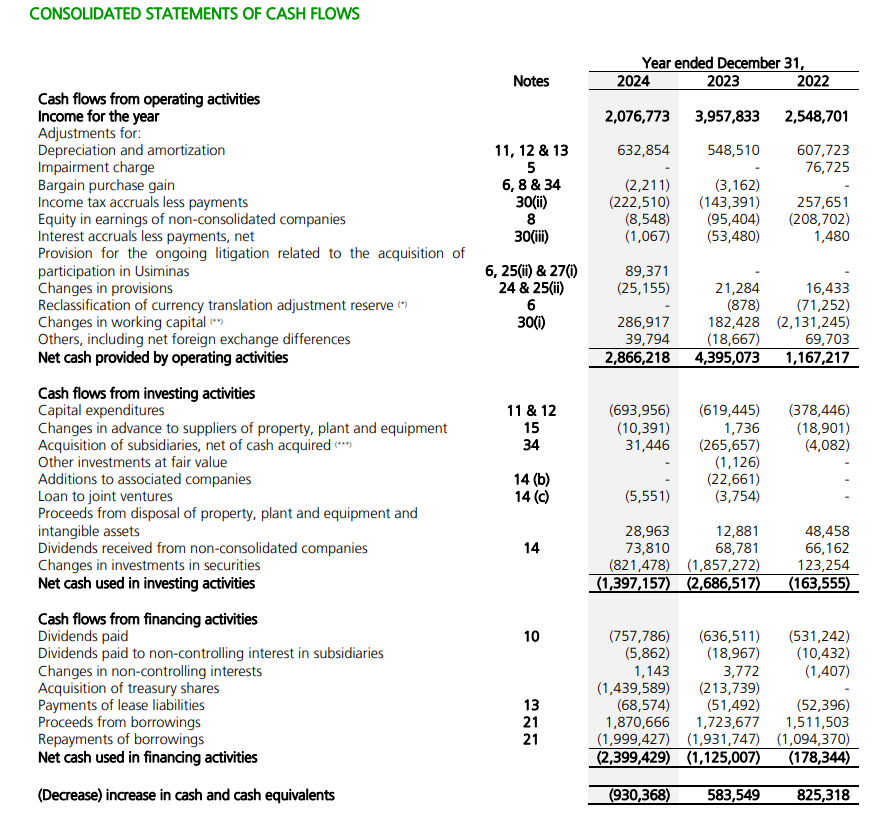 CONSOLIDATED STATEMENTS OF CASH FLOWS
Year ended December 31,
Notes 2024 2023 2022
Cash flows from operating activities
Income for the year 2,076,773 3,957,833 2,548,701
Adjustments for:
Depreciation and amortization 11, 12 & 13 632,854 548,510 607,723
Impairment charge 5 - - 76,725
Bargain purchase gain 6, 8 & 34 (2,211) (3,162) -
Income tax accruals less payments 30(ii) (222,510) (143,391) 257,651
Equity in earnings of non-consolidated companies 8 (8,548) (95,404) (208,702)
Interest accruals less payments, net 30(iii) (1,067) (53,480) 1,480
Provision for the ongoing litigation related to the acquisition of
participation in Usiminas 6, 25(ii) & 27(i) 89,371 - -
Changes in provisions 24 & 25(ii) (25,155) 21,284 16,433
Reclassification of currency translation adjustment reserve (*) 6 - (878) (71,252)
Changes in working capital (**) 30(i) 286,917 182,428 (2,131,245)
Others, including net foreign exchange differences 39,794 (18,667) 69,703
Net cash provided by operating activities 2,866,218 4,395,073 1,167,217
Cash flows from investing activities
Capital expenditures 11 & 12 (693,956) (619,445) (378,446)
Changes in advance to suppliers of property, plant and equipment 15 (10,391) 1,736 (18,901)
Acquisition of subsidiaries, net of cash acquired (***) 34 31,446 (265,657) (4,082)
Other investments at fair value - (1,126) -
Additions to associated companies 14 (b) - (22,661) -
Loan to joint ventures 14 (c) (5,551) (3,754) -
Proceeds from disposal of property, plant and equipment and
intangible assets 28,963 12,881 48,458
Dividends received from non-consolidated companies 14 73,810 68,781 66,162
Changes in investments in securities (821,478) (1,857,272) 123,254
Net cash used in investing activities (1,397,157) (2,686,517) (163,555)
Cash flows from financing activities
Dividends paid 10 (757,786) (636,511) (531,242)
Dividends paid to non-controlling interest in subsidiaries (5,862) (18,967) (10,432)
Changes in non-controlling interests 1,143 3,772 (1,407)
Acquisition of treasury shares (1,439,589) (213,739) -
Payments of lease liabilities 13 (68,574) (51,492) (52,396)
Proceeds from borrowings 21 1,870,666 1,723,677 1,511,503
Repayments of borrowings 21 (1,999,427) (1,931,747) (1,094,370)
Net cash used in financing activities (2,399,429) (1,125,007) (178,344)
(Decrease) increase in cash and cash equivalents (930,368) 583,549 825,318